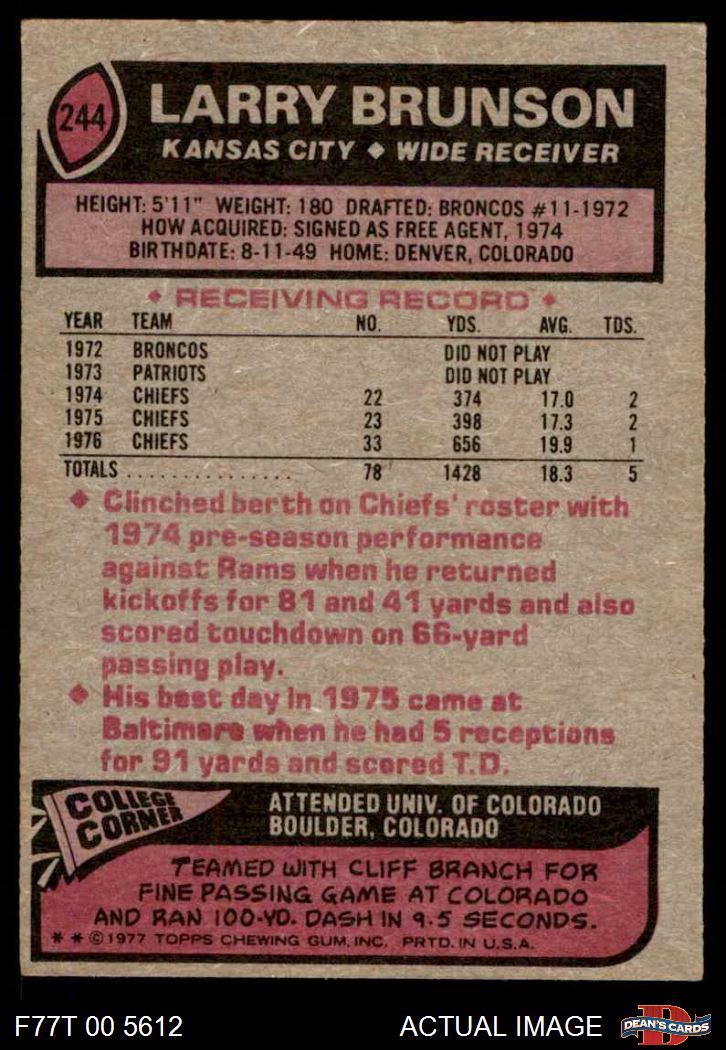 244
LARRY BRUNSON
KANSAS CITY ◆ WIDE RECEIVER
HEIGHT: 5'11" WEIGHT: 180 DRAFTED: BRONCOS #11-1972
HOW ACQUIRED: SIGNED AS FREE AGENT, 1974
BIRTHDATE: 8-11-49 HOME: DENVER, COLORADO
◆ RECEIVING RECORD ◆
YEAR TEAM NO. YDS. AVG. TDS.
1972 BRONCOS DID NOT PLAY
1973 PATRIOTS DID NOT PLAY
1974 CHIEFS 22 374 17.0 2
1975 CHIEFS 23 398 17.3 2
1976 CHIEFS 33 656 19.9 1
TOTALS ............... 78 1428 18.3 5
◆ Clinched berth on Chiefs' roster with
1974 pre-season performance
against Rams when he returned
kickoffs for 81 and 41 yards and also
scored touchdown on 66-yard
passing play.
◆ His best day in 1975 came at
Baltimore when he had 5 receptions
for 91 yards and scored T.D.
COLLEGE
CORNER
ATTENDED UNIV. OF COLORADO
BOULDER, COLORADO
TEAMED WITH CLIFF BRANCH FOR
FINE PASSING GAME AT COLORADO
AND RAN 100-YD. DASH IN 9.5 SECONDS.
* * ©1977 TOPPS CHEWING GUM, INC. PRTD. IN U.S.A.
F77T 00 5612
ACTUAL IMAGE
D
DEAN'S CARDS